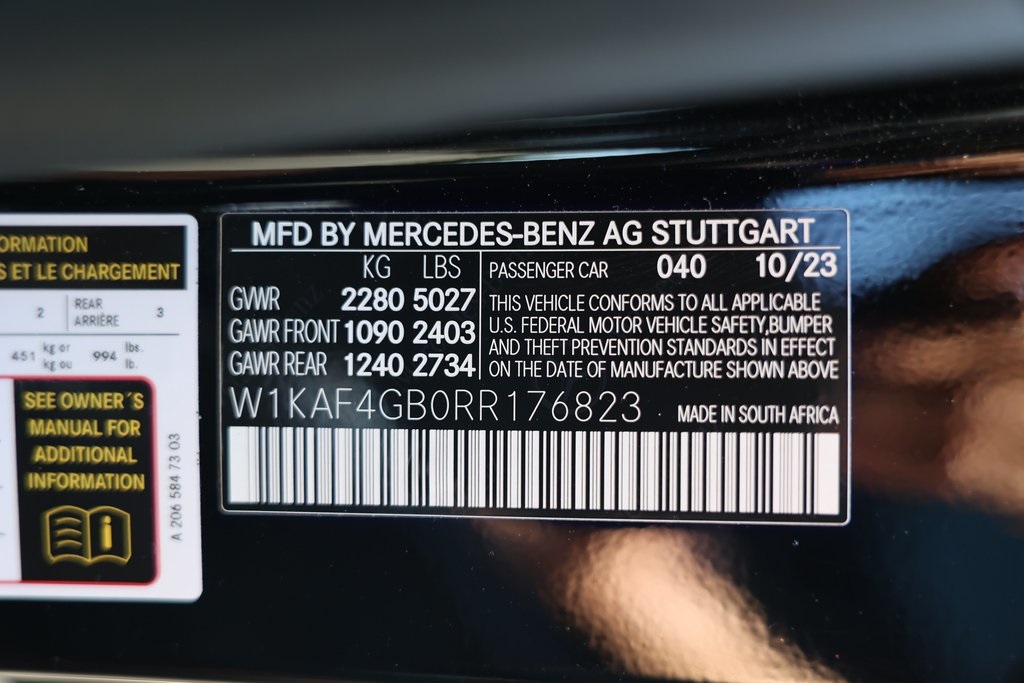 ORMATION
S ET LE CHARGEMENT
2 REAR 3
ARRIÈRE
451 kg or 994 lbs.
kg ou lb.
SEE OWNER´S
MANUAL FOR
ADDITIONAL
INFORMATION
i
A 206 584 73 03
MFD BY MERCEDES-BENZ AG STUTTGART
KG LBS
GVWR 2280 5027
GAWR FRONT 1090 2403
GAWR REAR 1240 2734
PASSENGER CAR 040 10/23
THIS VEHICLE CONFORMS TO ALL APPLICABLE
U.S. FEDERAL MOTOR VEHICLE SAFETY,BUMPER
AND THEFT PREVENTION STANDARDS IN EFFECT
ON THE DATE OF MANUFACTURE SHOWN ABOVE
W1KAF4GB0RR176823 MADE IN SOUTH AFRICA